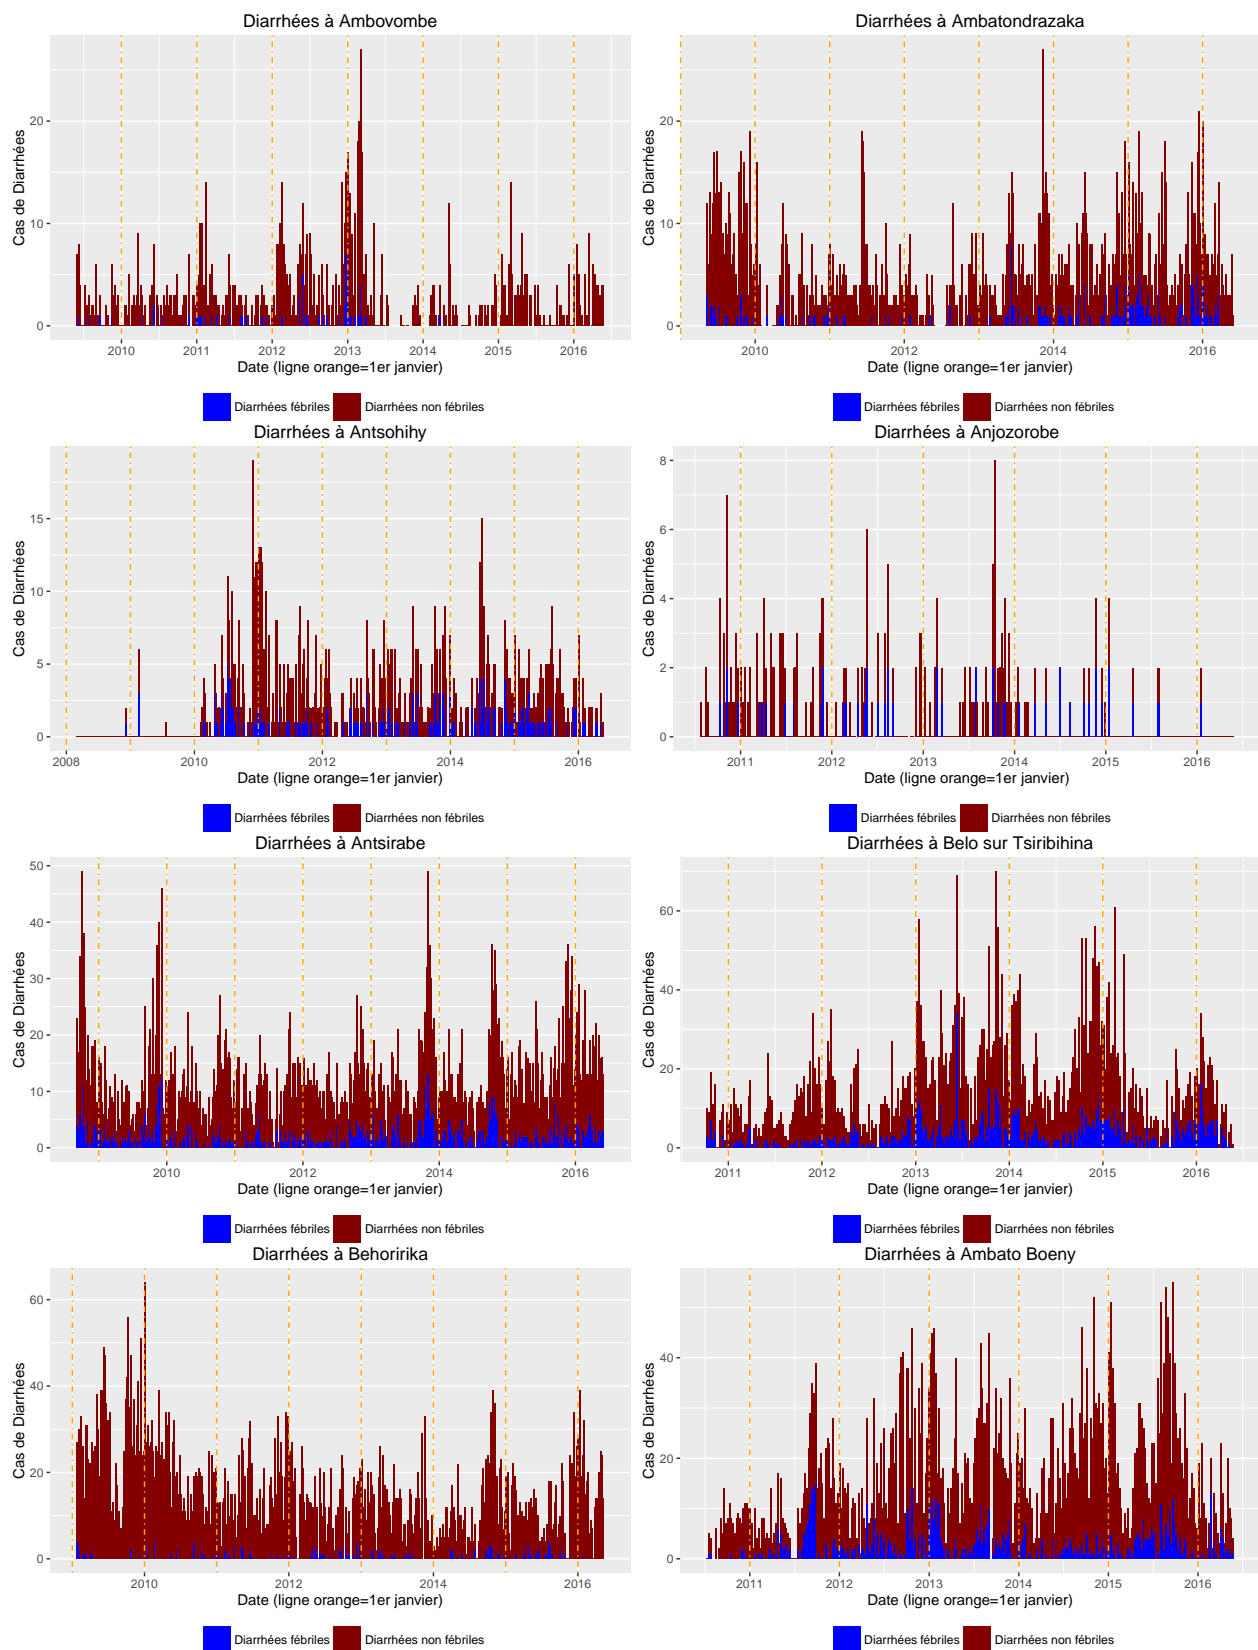 Diarrhées à Ambovombe
Cas de Diarrhées
20
10
0
2010 2011 2012 2013 2014 2015 2016
Date (ligne orange=1er janvier)
Diarrhées fébriles Diarrhées non fébriles
Diarrhées à Ambatondrazaka
Cas de Diarrhées
20
10
0
2010 2012 2014 2016
Date (ligne orange=1er janvier)
Diarrhées fébriles Diarrhées non fébriles
Diarrhées à Antsohihy
Cas de Diarrhées
15
10
5
0
2008 2010 2012 2014 2016
Date (ligne orange=1er janvier)
Diarrhées fébriles Diarrhées non fébriles
Diarrhées à Anjozorobe
Cas de Diarrhées
8
6
4
2
0
2011 2012 2013 2014 2015 2016
Date (ligne orange=1er janvier)
Diarrhées fébriles Diarrhées non fébriles
Diarrhées à Antsirabe
Cas de Diarrhées
50
40
30
20
10
0
2010 2012 2014 2016
Date (ligne orange=1er janvier)
Diarrhées fébriles Diarrhées non fébriles
Diarrhées à Belo sur Tsiribihina
Cas de Diarrhées
60
40
20
0
2011 2012 2013 2014 2015 2016
Date (ligne orange=1er janvier)
Diarrhées fébriles Diarrhées non fébriles
Diarrhées à Behoririka
Cas de Diarrhées
60
40
20
0
2010 2012 2014 2016
Date (ligne orange=1er janvier)
Diarrhées fébriles Diarrhées non fébriles
Diarrhées à Ambato Boeny
Cas de Diarrhées
40
20
0
2011 2012 2013 2014 2015 2016
Date (ligne orange=1er janvier)
Diarrhées fébriles Diarrhées non fébriles